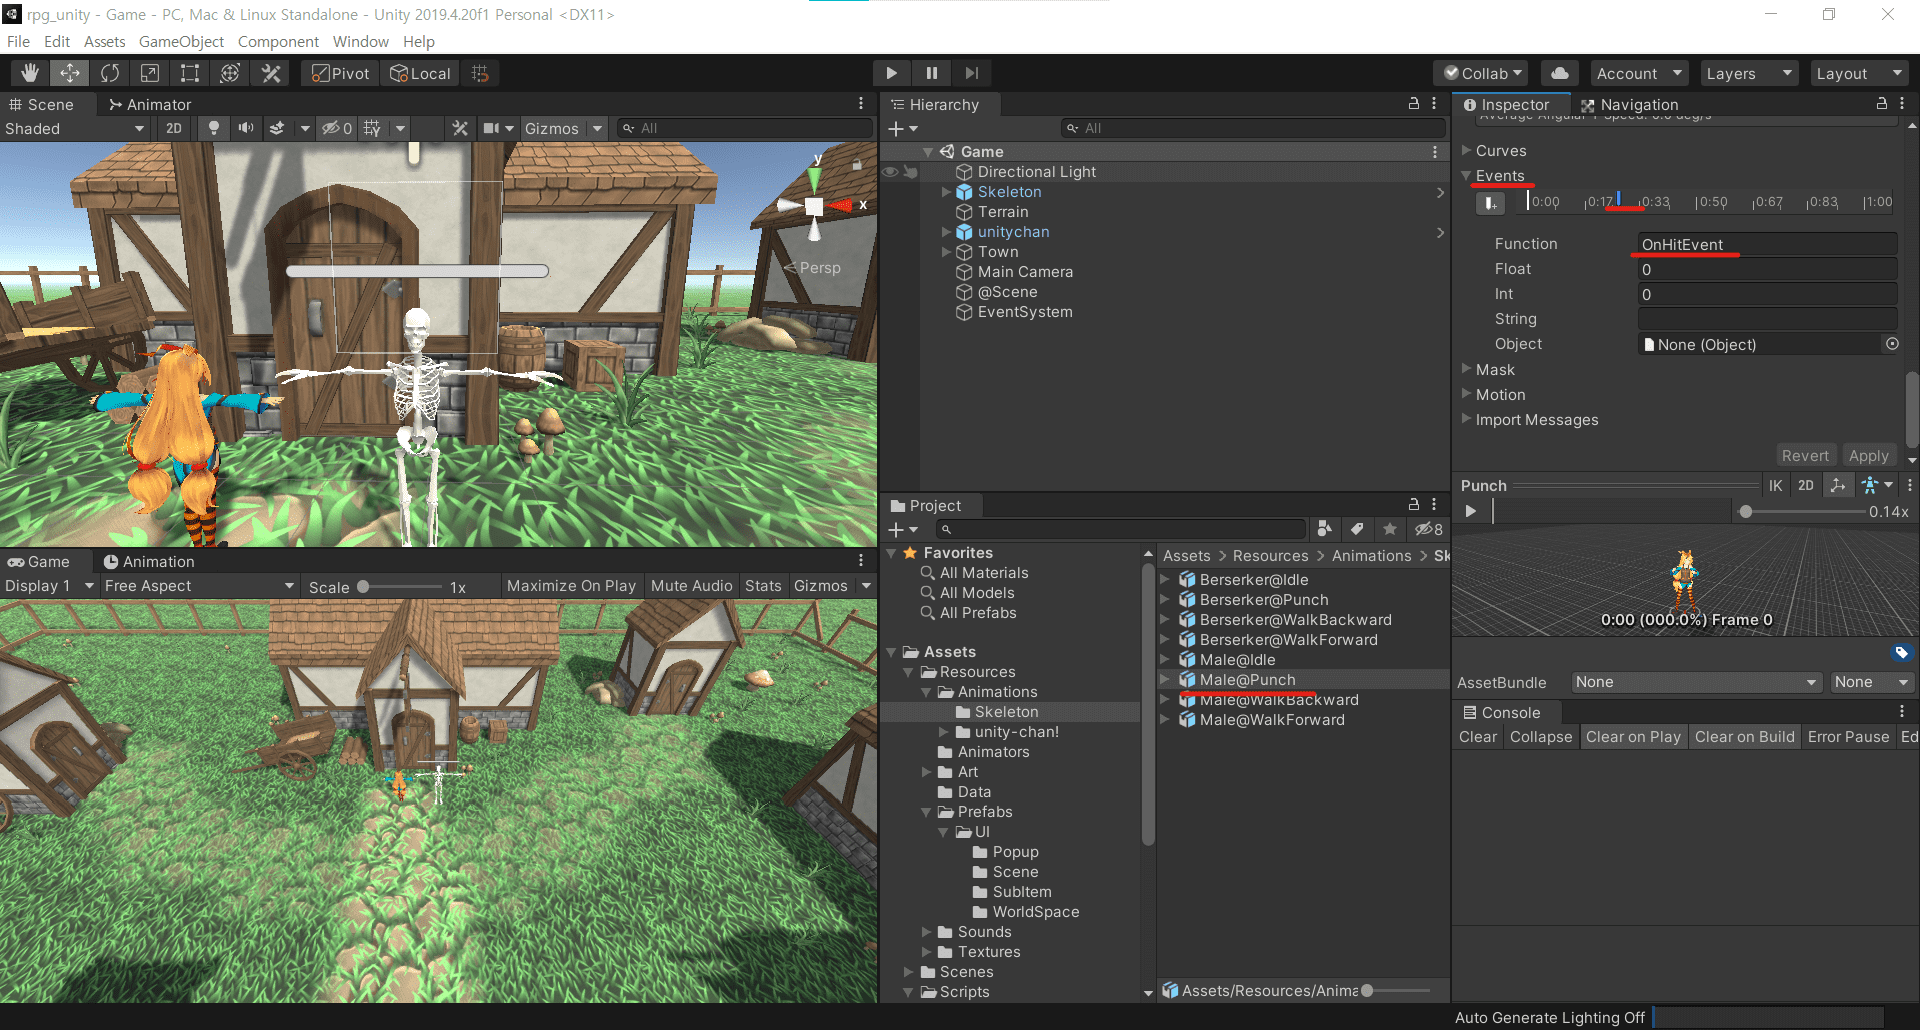 rpg_unity - Game - PC, Mac & Linux Standalone - Unity 2019.4.20f1 Personal <DX11>
File Edit Assets GameObject Component Window Help
Pivot Local Collab Account Layers Layout
Scene Animator
Shaded 2D 0 Gizmos All
y
x
Persp
Game Animation
Display 1 Free Aspect Scale 1x Maximize On Play Mute Audio Stats Gizmos
Hierarchy
All
Game
Directional Light
Skeleton
Terrain
unitychan
Town
Main Camera
@Scene
EventSystem
Project
8
Favorites
All Materials
All Models
All Prefabs
Assets
Resources
Animations
Skeleton
unity-chan!
Animators
Art
Data
Prefabs
UI
Popup
Scene
SubItem
WorldSpace
Sounds
Textures
Scenes
Scripts
Assets > Resources > Animations > Sk
Berserker@Idle
Berserker@Punch
Berserker@WalkBackward
Berserker@WalkForward
Male@Idle
Male@Punch
Male@WalkBackward
Male@WalkForward
Assets/Resources/Anima
Inspector Navigation
Average Angular Y Speed: 0.0 deg/s
Curves
Events
0:00 0:17 0:33 0:50 0:67 0:83 1:00
Function OnHitEvent
Float 0
Int 0
String
Object None (Object)
Mask
Motion
Import Messages
Revert Apply
Punch IK 2D
0.14x
0:00 (000.0%) Frame 0
AssetBundle None None
Console
Clear Collapse Clear on Play Clear on Build Error Pause Ed
Auto Generate Lighting Off